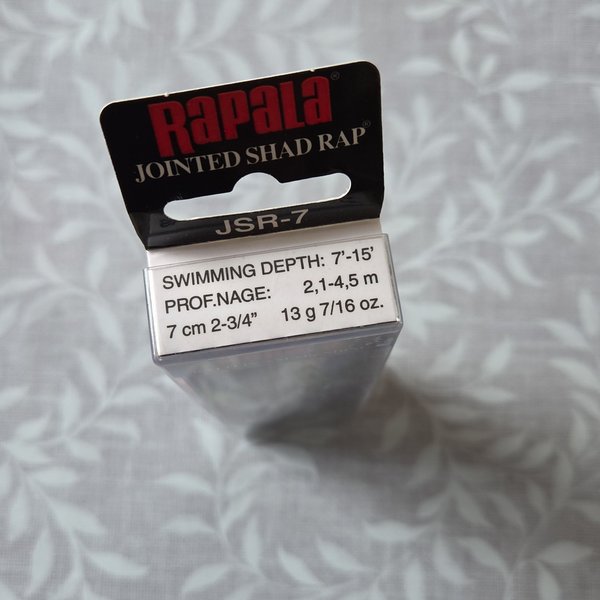 Rapala®
JOINTED SHAD RAP®
JSR-7
SWIMMING DEPTH: 7'-15'
PROF.NAGE: 2,1-4,5 m
7 cm 2-3/4" 13 g 7/16 oz.